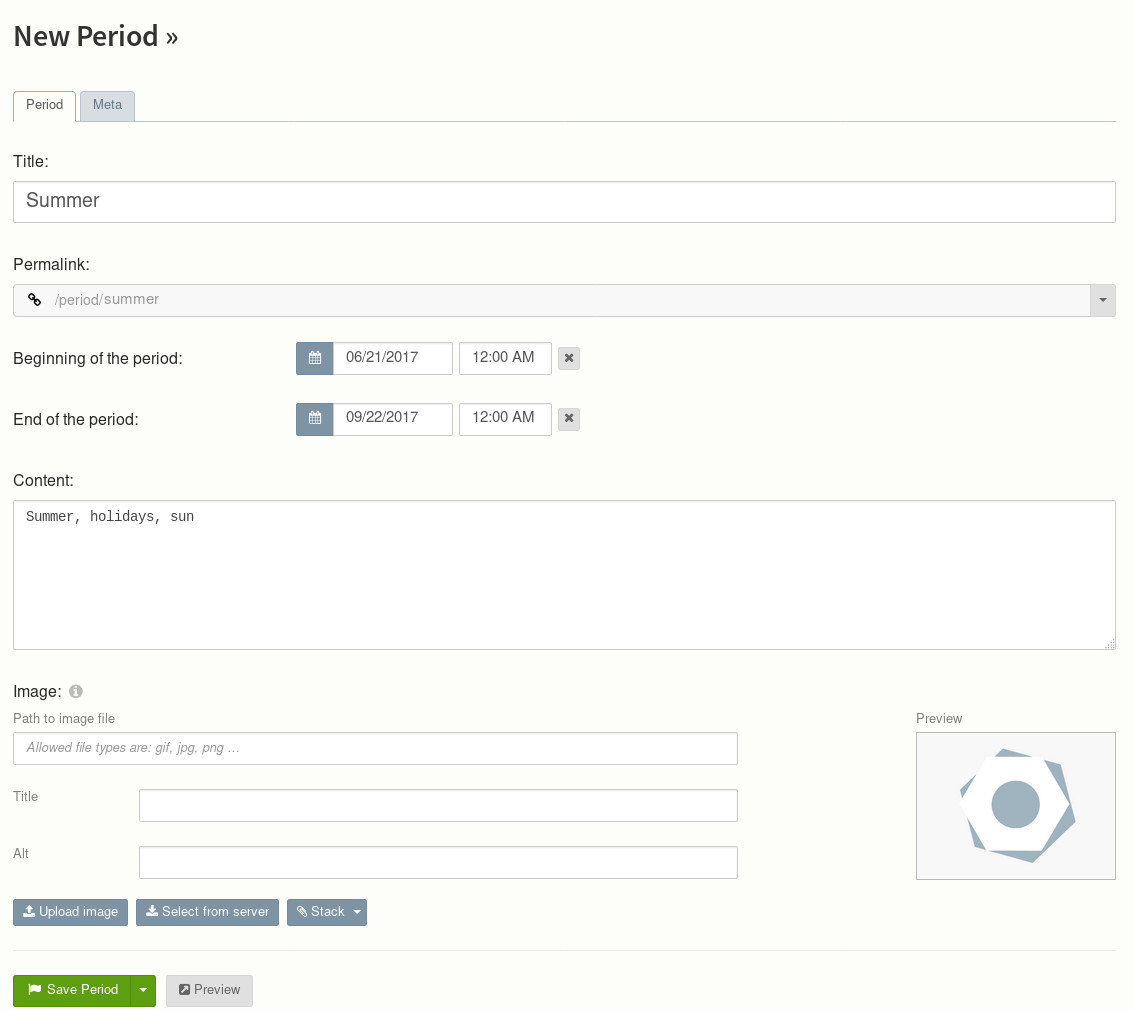 New Period »
Period Meta
Title:
Summer
Permalink:
/period/summer
Beginning of the period: 06/21/2017 12:00 AM
End of the period: 09/22/2017 12:00 AM
Content:
Summer, holidays, sun
Image:
Path to image file Preview
Allowed file types are: gif, jpg, png ...
Title
Alt
Upload image Select from server Stack
Save Period Preview